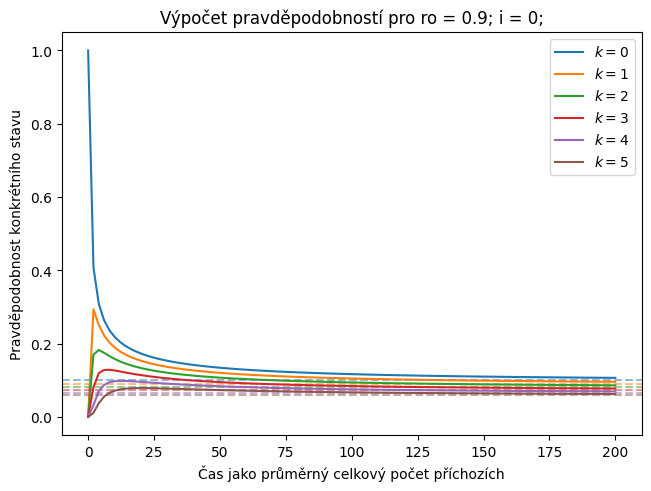 Výpočet pravděpodobností pro ro = 0.9; i = 0;
1.0
0.8
0.6
0.4
0.2
0.0
Pravděpodobnost konkrétního stavu
k = 0
k = 1
k = 2
k = 3
k = 4
k = 5
0 25 50 75 100 125 150 175 200
Čas jako průměrný celkový počet příchozích